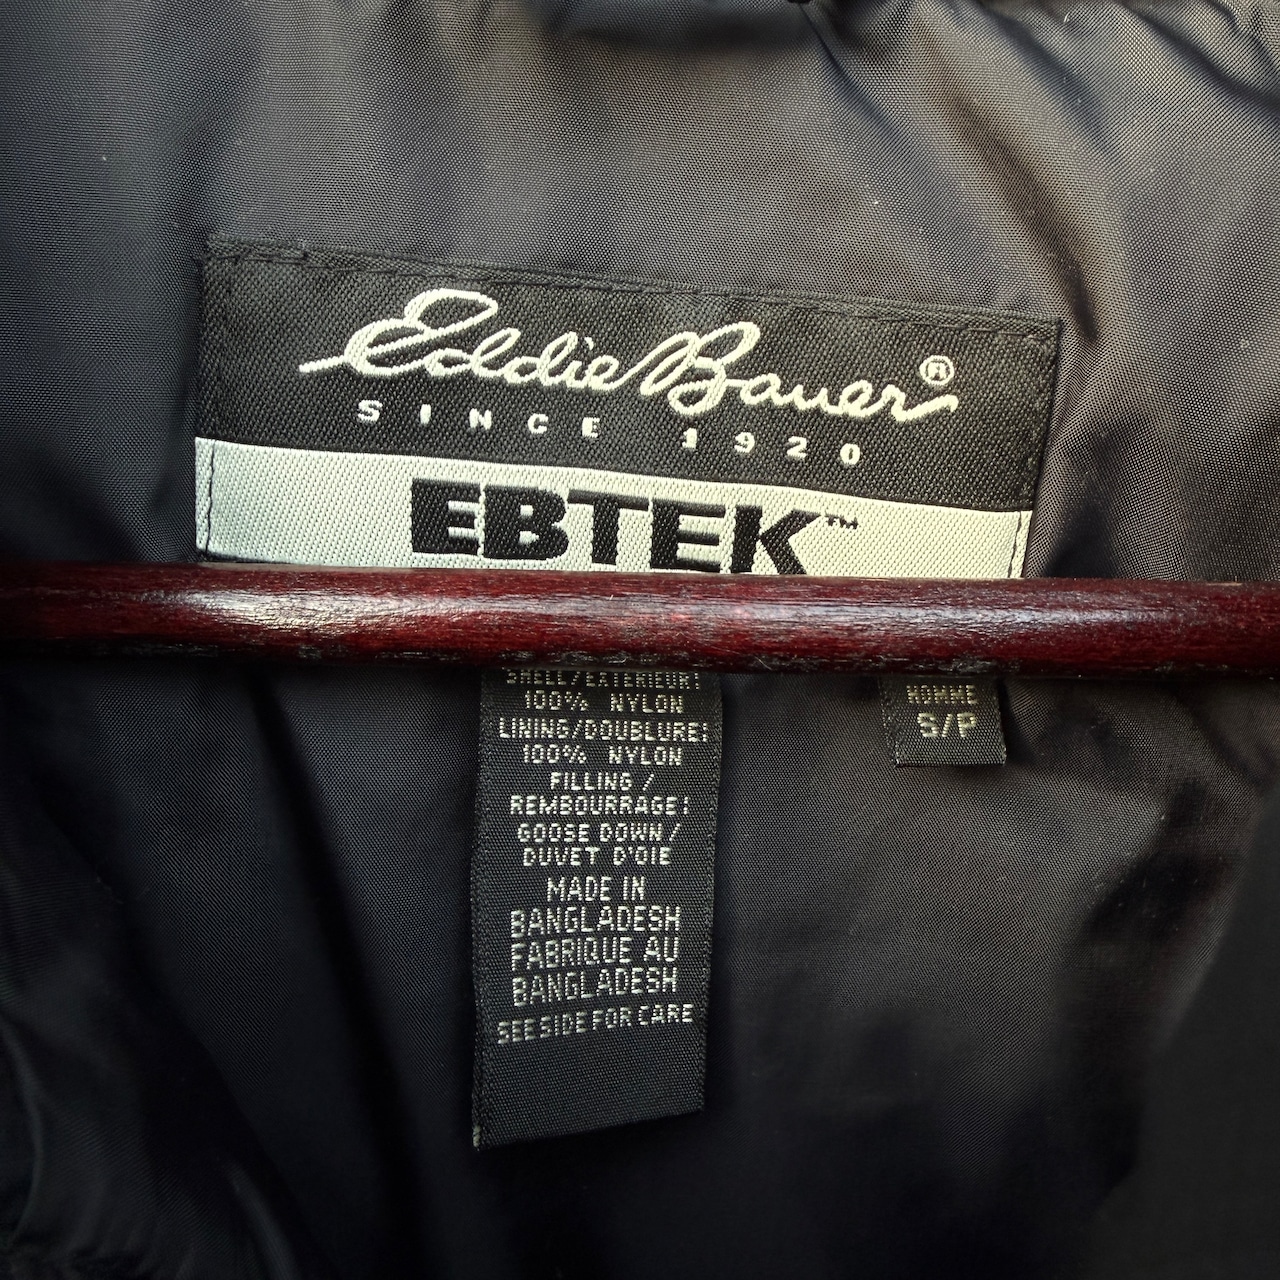 Eddie Bauer®
SINCE 1920
EBTEK™
SHELL/EXTERIEUR:
100% NYLON
LINING/DOUBLURE:
100% NYLON
FILLING /
REMBOURRAGE:
GOOSE DOWN /
DUVET D'OIE
MADE IN
BANGLADESH
FABRIQUE AU
BANGLADESH
SEE SIDE FOR CARE
HOMME
S/P